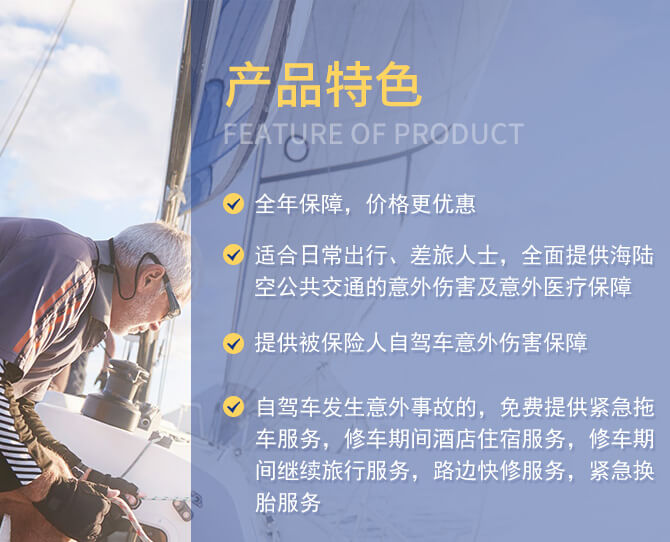 产品特色
FEATURE OF PRODUCT
全年保障，价格更优惠
适合日常出行、差旅人士，全面提供海陆
空公共交通的意外伤害及意外医疗保障
提供被保险人自驾车意外伤害保障
自驾车发生意外事故的，免费提供紧急拖
车服务，修车期间酒店住宿服务，修车期
间继续旅行服务，路边快修服务，紧急换
胎服务